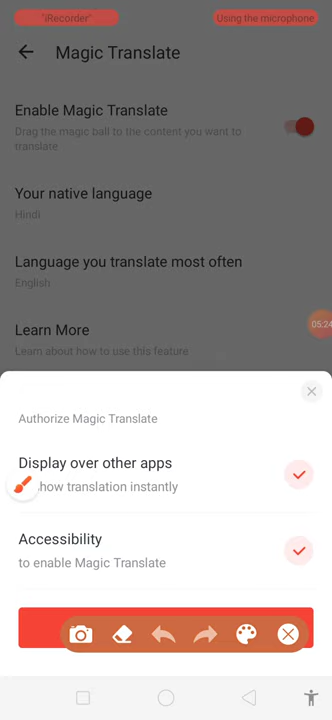 "iRecorder"
Using the microphone
Magic Translate
Enable Magic Translate
Drag the magic ball to the content you want to
translate
Your native language
Hindi
Language you translate most often
English
05:24
Learn More
Learn about how to use this feature
Authorize Magic Translate
Display over other apps
show translation instantly
Accessibility
to enable Magic Translate